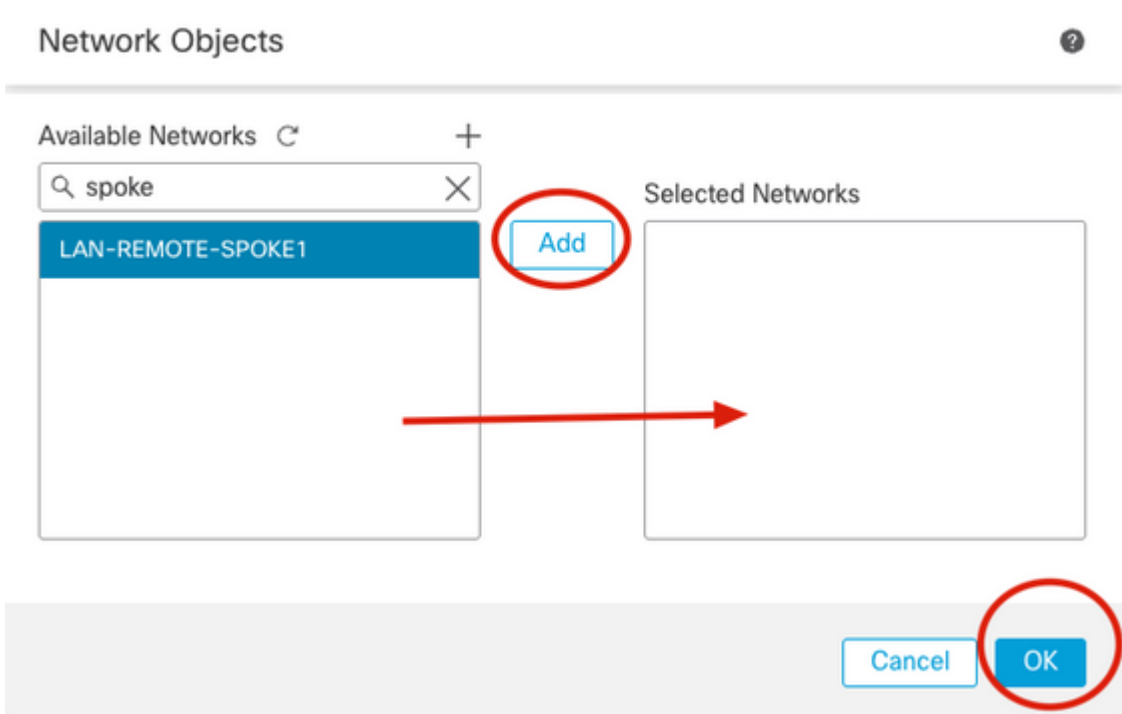 Network Objects
?
Available Networks
spoke
Selected Networks
LAN-REMOTE-SPOKE1
Add
Cancel
OK